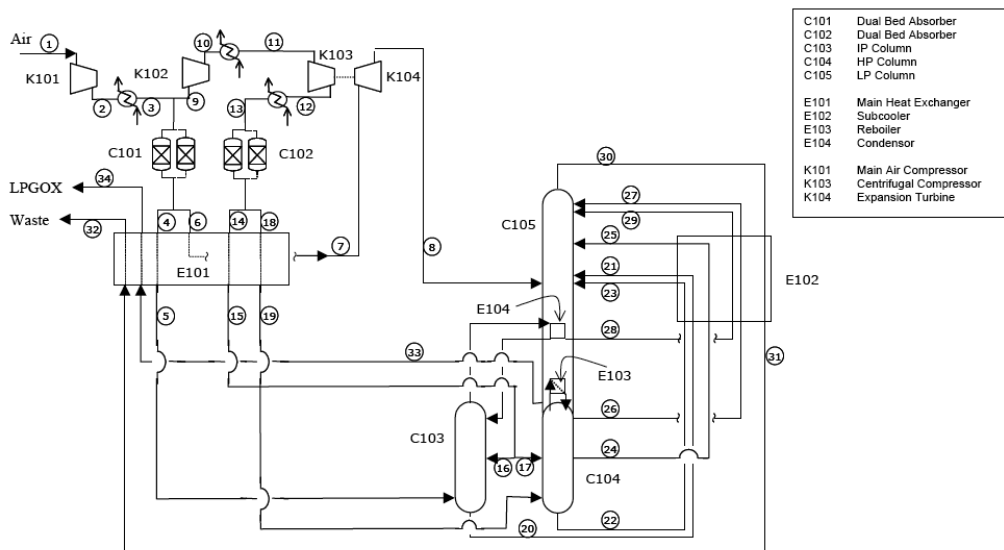 Air
1
K101
2
3
K102
9
10
11
K103
K104
12
13
C101
C102
34
LPGOX
Waste
32
4
6
14
18
7
8
E101
5
15
19
33
30
27
29
25
21
23
C105
E102
E104
28
31
E103
26
C103
16
17
24
C104
20
22
C101 Dual Bed Absorber
C102 Dual Bed Absorber
C103 IP Column
C104 HP Column
C105 LP Column
E101 Main Heat Exchanger
E102 Subcooler
E103 Reboiler
E104 Condensor
K101 Main Air Compressor
K103 Centrifugal Compressor
K104 Expansion Turbine